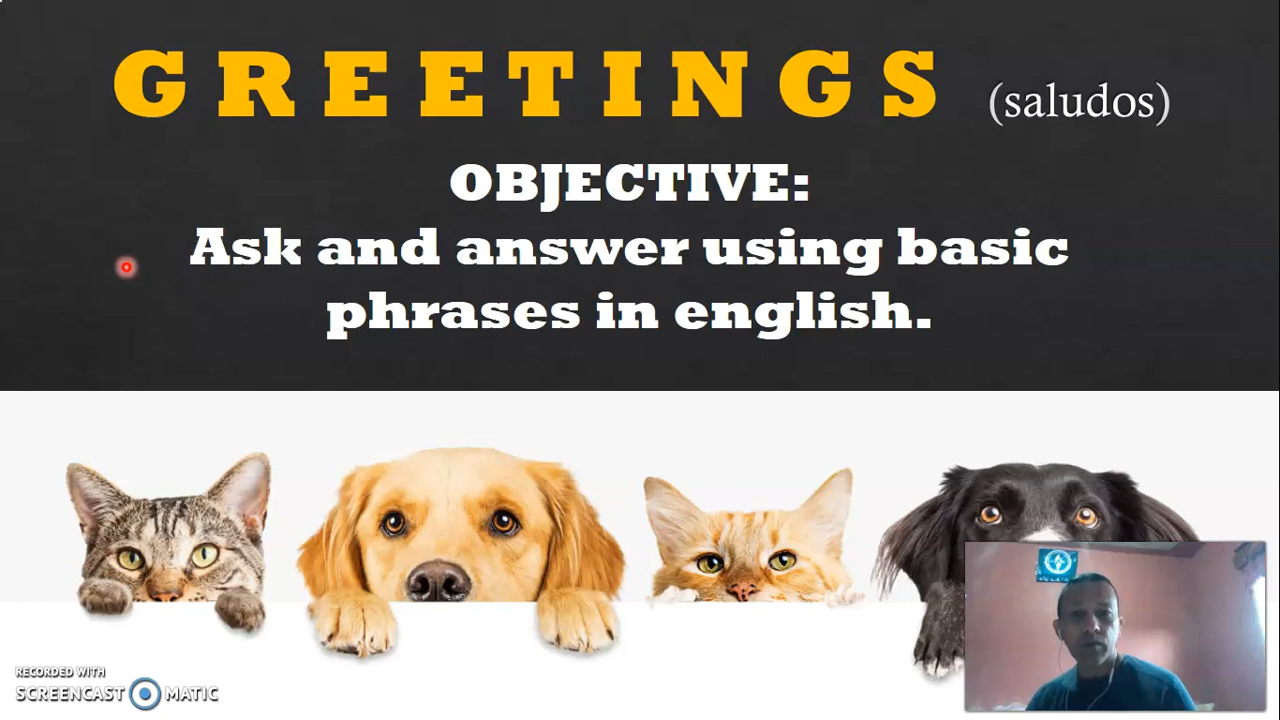 GREETINGS (saludos)
OBJECTIVE:
Ask and answer using basic
phrases in english.
RECORDED WITH
SCREENCAST MATIC